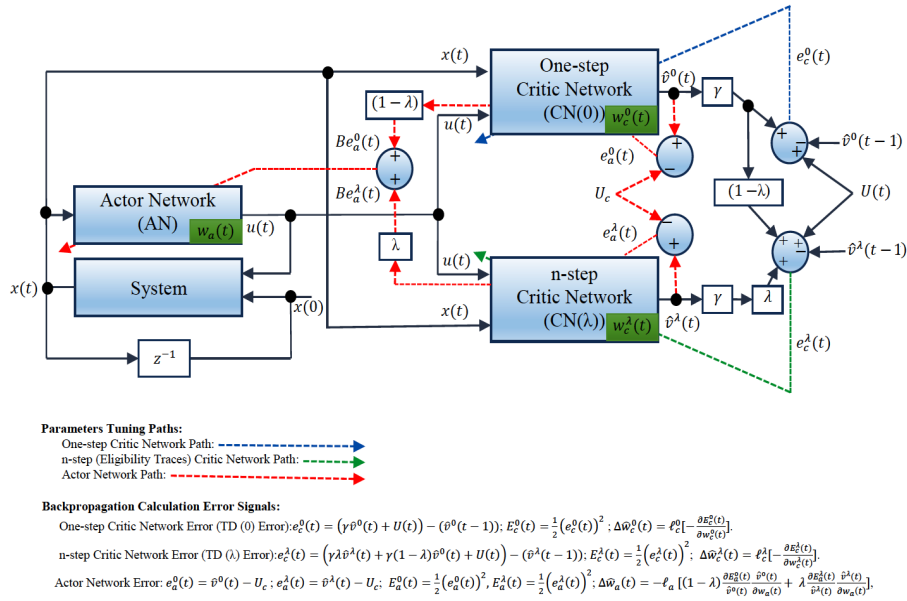 x(t)
One-step
Critic Network
(CN(0))
w_c^0(t)
v̂^0(t)
γ
e_c^0(t)
(1−λ)
u(t)
Be_a^0(t)
+
+
Be_a^λ(t)
e_a^0(t)
+
−
U_c
+
−
−
v̂^0(t−1)
+
(1−λ)
U(t)
Actor Network
(AN)
w_a(t)
u(t)
λ
e_a^λ(t)
−
+
+
+
+
−
v̂^λ(t−1)
u(t)
n-step
Critic Network
(CN(λ))
w_c^λ(t)
v̂^λ(t)
γ
λ
x(t)
System
x(0)
x(t)
e_c^λ(t)
z^{-1}
Parameters Tuning Paths:
One-step Critic Network Path:
n-step (Eligibility Traces) Critic Network Path:
Actor Network Path:
Backpropagation Calculation Error Signals:
One-step Critic Network Error (TD (0) Error):e_c^0(t) = (γv̂^0(t) + U(t)) − (v̂^0(t−1)); E_c^0(t) = 1/2(e_c^0(t))^2 ; Δŵ_c^0(t) = ℓ_c^0[−∂E_c^0(t)/∂w_c^0(t)].
n-step Critic Network Error (TD (λ) Error):e_c^λ(t) = (γλv̂^λ(t) + γ(1−λ)v̂^0(t) + U(t)) − (v̂^λ(t−1)); E_c^λ(t) = 1/2(e_c^λ(t))^2; Δŵ_c^λ(t) = ℓ_c^λ[−∂E_c^λ(t)/∂w_c^λ(t)].
Actor Network Error: e_a^0(t) = v̂^0(t) − U_c ; e_a^λ(t) = v̂^λ(t) − U_c; E_a^0(t) = 1/2(e_a^0(t))^2, E_a^λ(t) = 1/2(e_a^λ(t))^2; Δŵ_a(t) = −ℓ_a [(1−λ) ∂E_a^0(t)/v̂^0(t) v̂^0(t)/∂w_a(t) + λ ∂E_a^λ(t)/v̂^λ(t) v̂^λ(t)/∂w_a(t)],